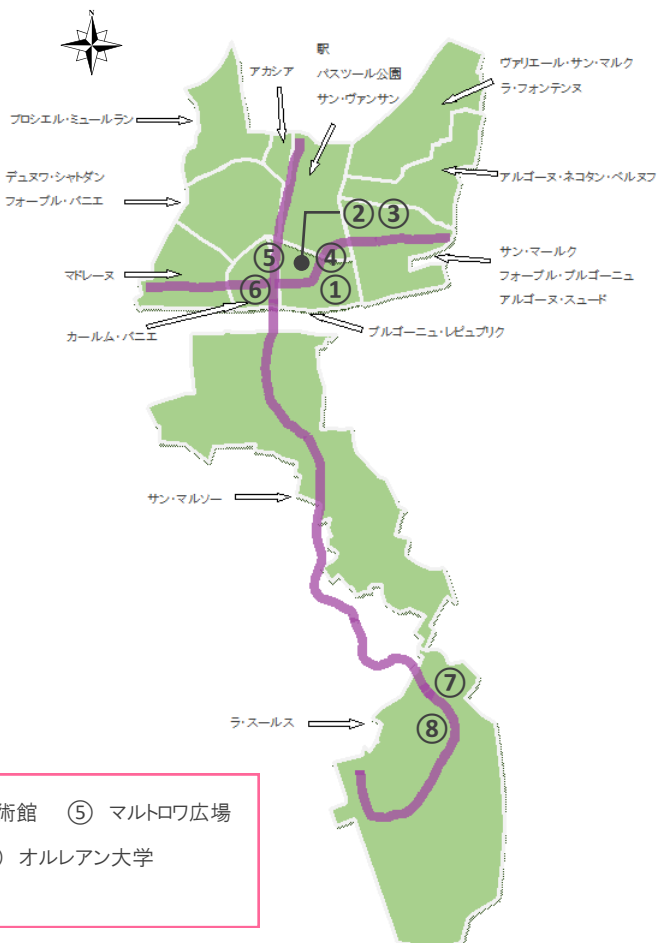 N
駅
アカシア
パスツール公園
サン・ヴァンサン
ヴァリエール・サン・マルク
ラ・フォンテンヌ
プロシエル・ミュールラン
デュヌワ・シャトダン
フォーブル・バニエ
アルゴーヌ・ネコタン・ベルヌフ
② ③
⑤ ④
マドレーヌ
⑥ ①
サン・マールク
フォーブル・ブルゴーニュ
アルゴーヌ・スュード
カールム・バニエ
ブルゴーニュ・レピュブリク
サン・マルソー
⑦
ラ・スールス
⑧
術館 ⑤ マルトロワ広場
オルレアン大学